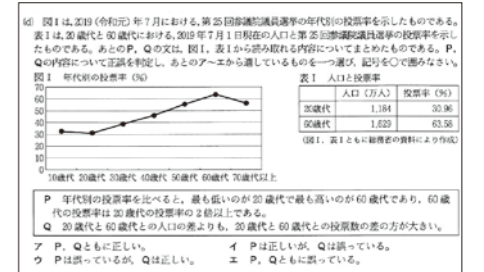 (d) 図Ⅰは,2019(令和元)年7月における,第25回参議院議員選挙の年代別の投票率を示したものである。
表Ⅰは,20歳代と60歳代における,2019年7月1日現在の人口と第25回参議院議員選挙の投票率を示し
たものである。あとのP,Qの文は,図Ⅰ,表Ⅰから読み取れる内容についてまとめたものである。P,
Qの内容について正誤を判定し,あとのア~エから適しているものを一つ選び,記号を○で囲みなさい。
図Ⅰ 年代別の投票率(%)
70
60
50
40
30
20
10
0
10歳代 20歳代 30歳代 40歳代 50歳代 60歳代 70歳代以上
表Ⅰ 人口と投票率
人口(万人) 投票率(%)
20歳代 1,184 30.96
60歳代 1,629 63.58
(図Ⅰ,表Ⅰともに総務省の資料により作成)
P 年代別の投票率を比べると,最も低いのが20歳代で最も高いのが60歳代であり,60歳
代の投票率は20歳代の投票率の2倍以上である。
Q 20歳代と60歳代との人口の差よりも,20歳代と60歳代との投票数の差の方が大きい。
ア P,Qともに正しい。 イ Pは正しいが,Qは誤っている。
ウ Pは誤っているが,Qは正しい。 エ P,Qともに誤っている。